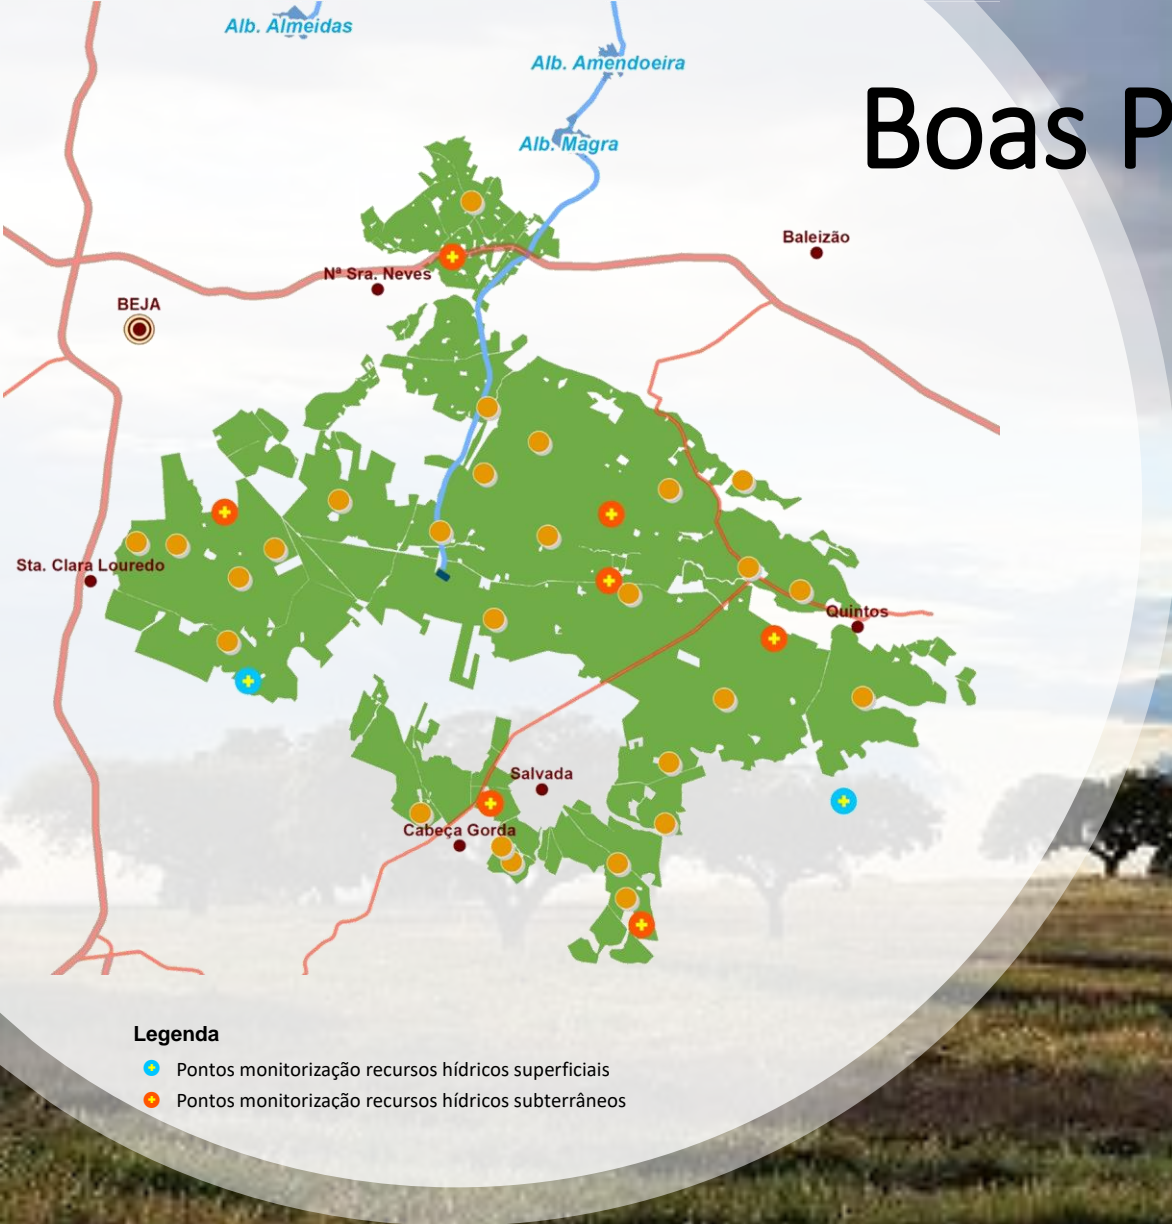 Alb. Almeidas
Alb. Amendoeira
Boas P
Alb. Magra
Baleizão
Nª Sra. Neves
BEJA
Sta. Clara Louredo
Quintos
Salvada
Cabeça Gorda
Legenda
Pontos monitorização recursos hídricos superficiais
Pontos monitorização recursos hídricos subterrâneos